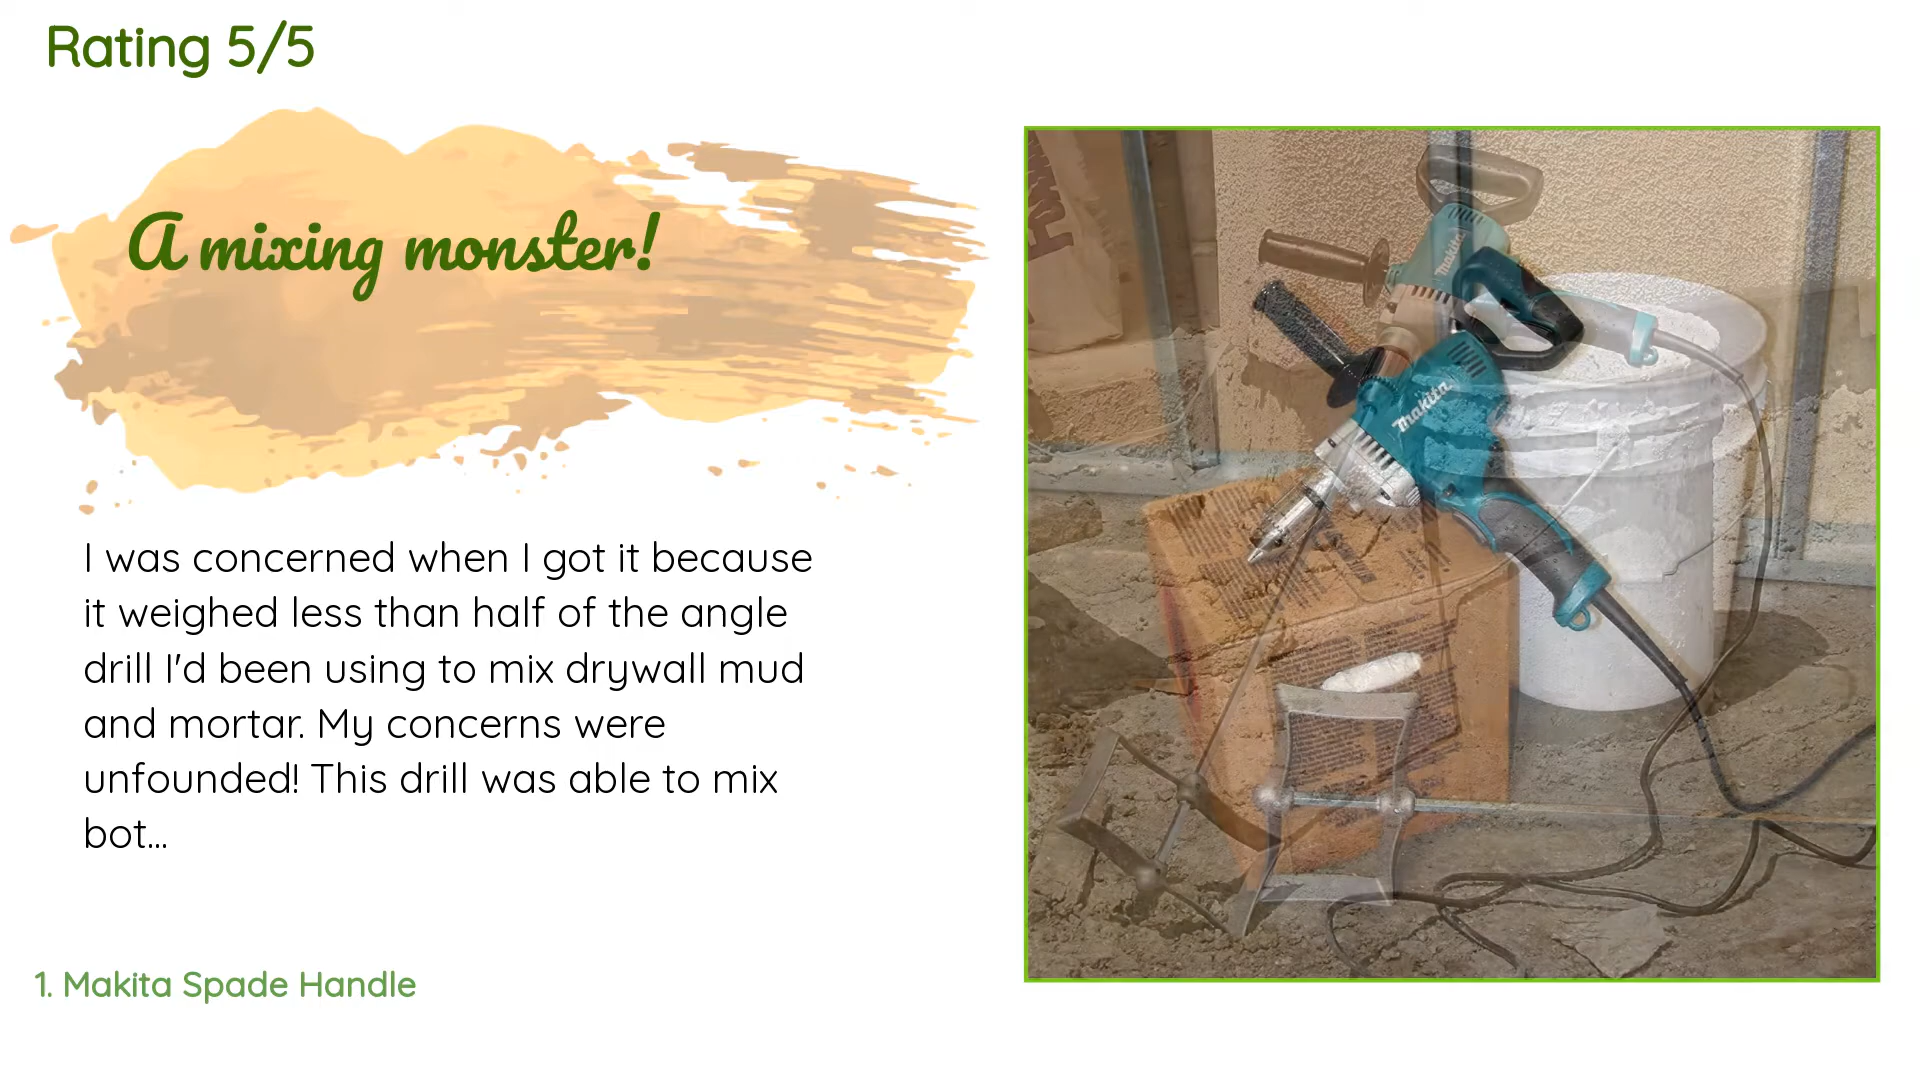 Rating 5/5
A mixing monster!
I was concerned when I got it because
it weighed less than half of the angle
drill I'd been using to mix drywall mud
and mortar. My concerns were
unfounded! This drill was able to mix
bot...
1. Makita Spade Handle
Makita
Makita